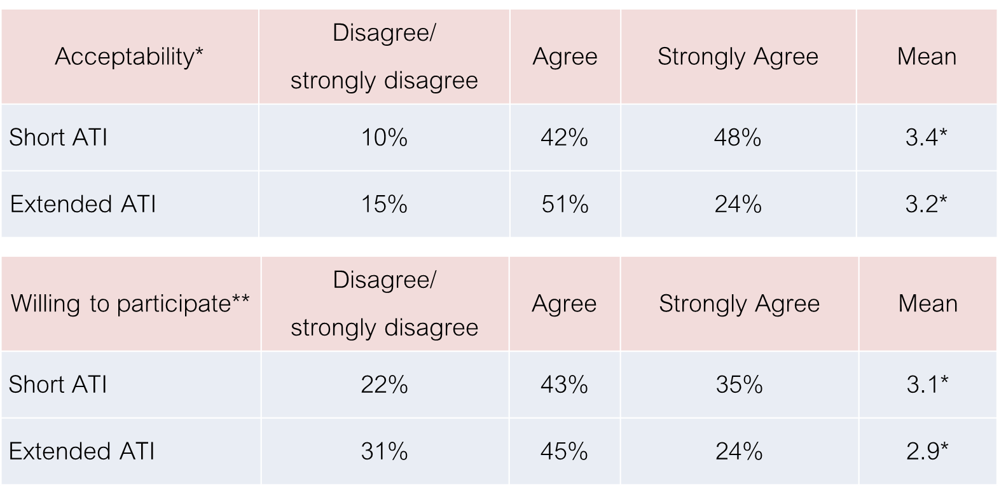 Acceptability* Disagree/ strongly disagree Agree Strongly Agree Mean
Short ATI 10% 42% 48% 3.4*
Extended ATI 15% 51% 24% 3.2*
Willing to participate** Disagree/ strongly disagree Agree Strongly Agree Mean
Short ATI 22% 43% 35% 3.1*
Extended ATI 31% 45% 24% 2.9*